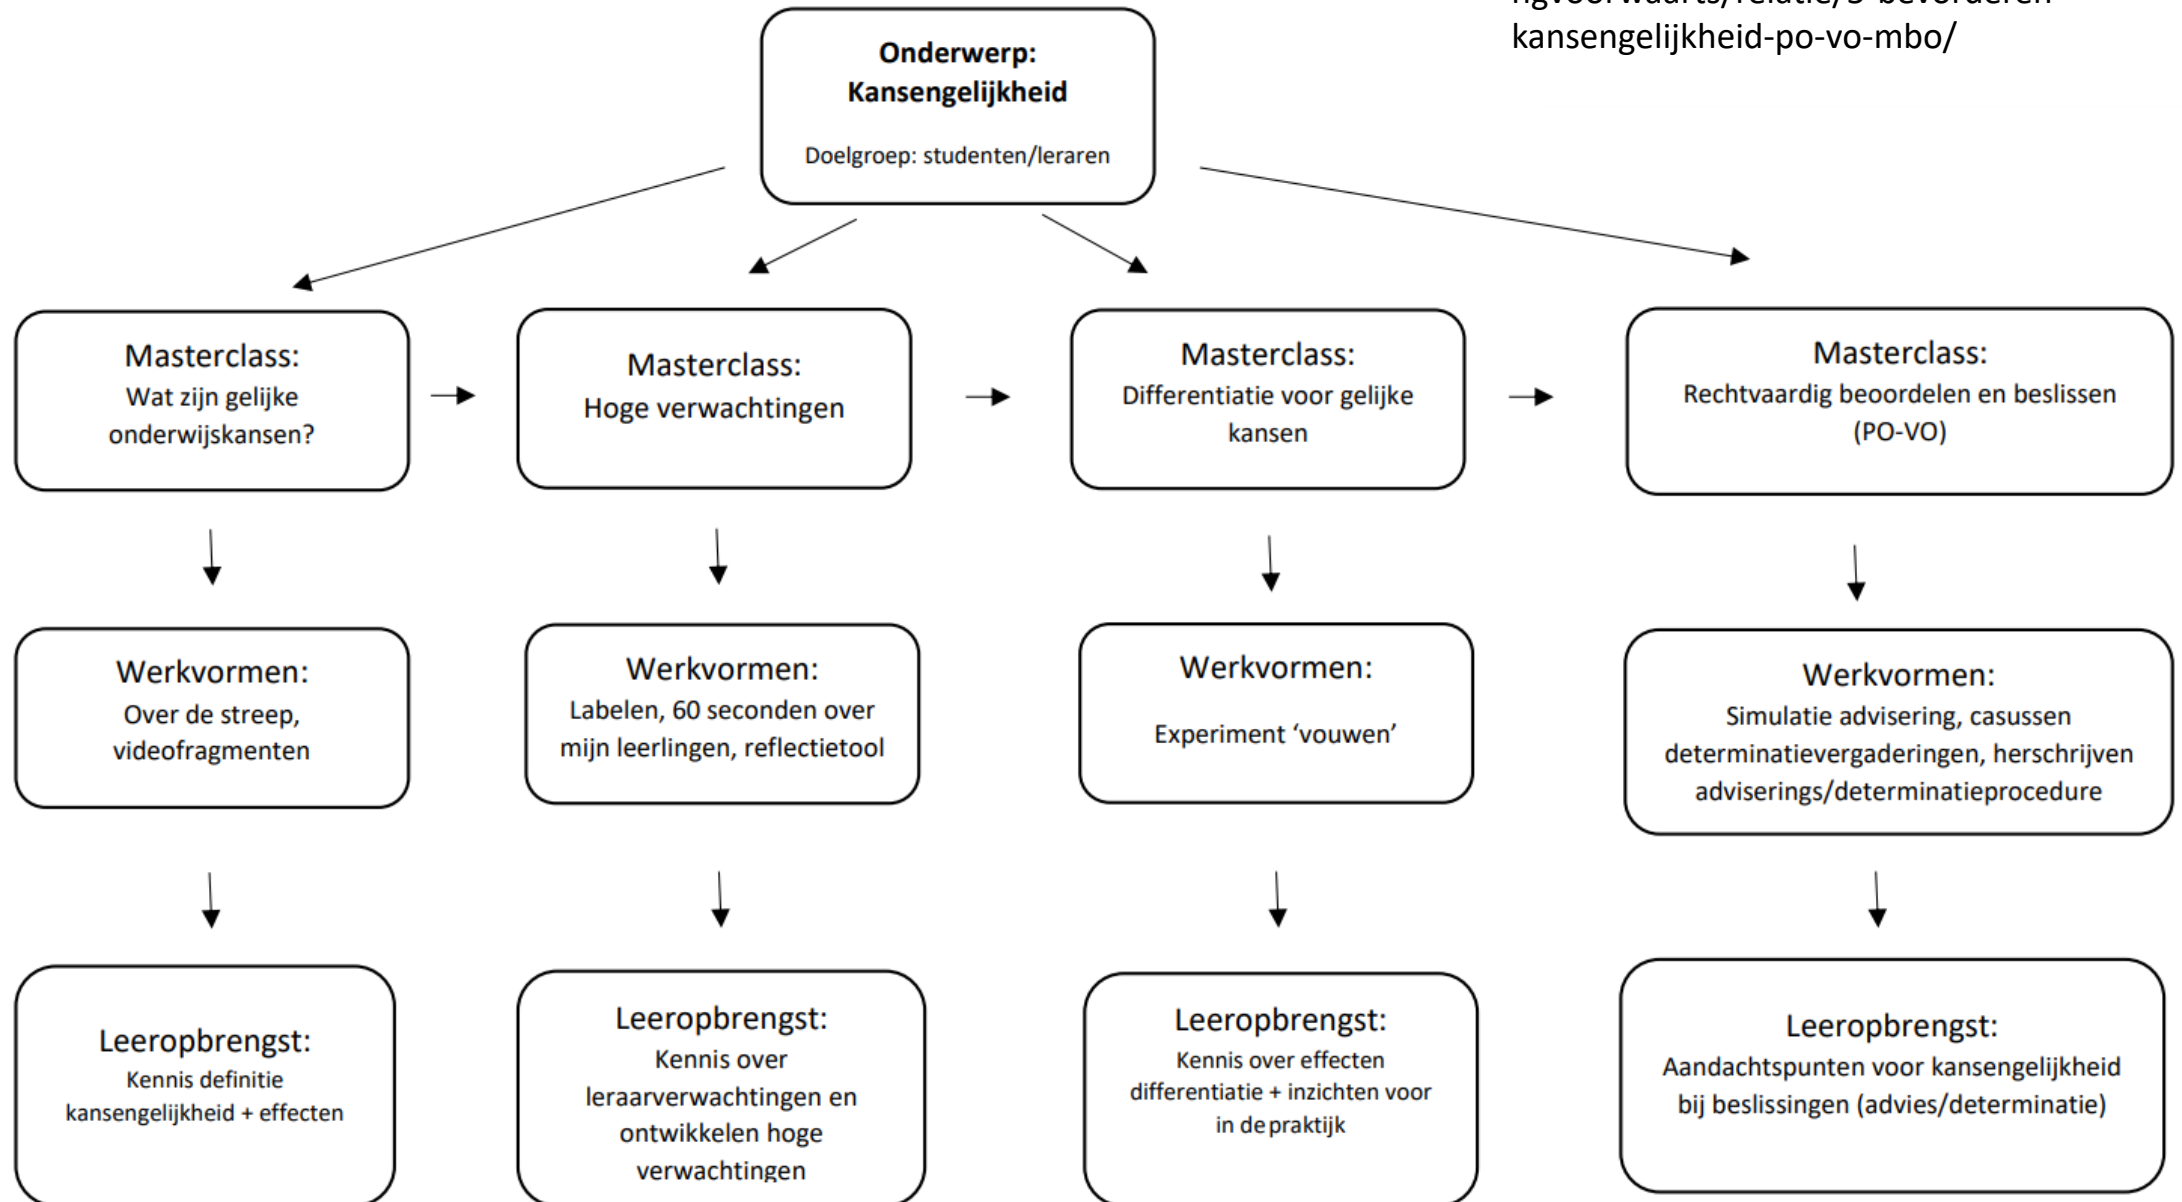 ngvoorwaarts/relatie/5-bevorderen-
kansengelijkheid-po-vo-mbo/
Onderwerp:
Kansengelijkheid
Doelgroep: studenten/leraren
Masterclass:
Wat zijn gelijke
onderwijskansen?
Masterclass:
Hoge verwachtingen
Masterclass:
Differentiatie voor gelijke
kansen
Masterclass:
Rechtvaardig beoordelen en beslissen
(PO-VO)
Werkvormen:
Over de streep,
videofragmenten
Werkvormen:
Labelen, 60 seconden over
mijn leerlingen, reflectietool
Werkvormen:
Experiment ‘vouwen’
Werkvormen:
Simulatie advisering, casussen
determinatievergaderingen, herschrijven
adviserings/determinatieprocedure
Leeropbrengst:
Kennis definitie
kansengelijkheid + effecten
Leeropbrengst:
Kennis over
leraarverwachtingen en
ontwikkelen hoge
verwachtingen
Leeropbrengst:
Kennis over effecten
differentiatie + inzichten voor
in de praktijk
Leeropbrengst:
Aandachtspunten voor kansengelijkheid
bij beslissingen (advies/determinatie)